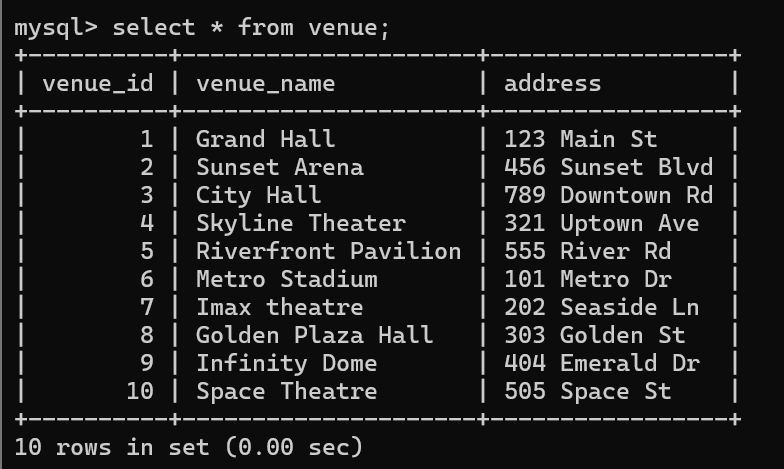 mysql> select * from venue;
+----------+---------------------+-----------------+
| venue_id | venue_name          | address         |
+----------+---------------------+-----------------+
|        1 | Grand Hall          | 123 Main St     |
|        2 | Sunset Arena        | 456 Sunset Blvd |
|        3 | City Hall           | 789 Downtown Rd |
|        4 | Skyline Theater     | 321 Uptown Ave  |
|        5 | Riverfront Pavilion | 555 River Rd    |
|        6 | Metro Stadium       | 101 Metro Dr    |
|        7 | Imax theatre        | 202 Seaside Ln  |
|        8 | Golden Plaza Hall   | 303 Golden St   |
|        9 | Infinity Dome       | 404 Emerald Dr  |
|       10 | Space Theatre       | 505 Space St    |
+----------+---------------------+-----------------+
10 rows in set (0.00 sec)